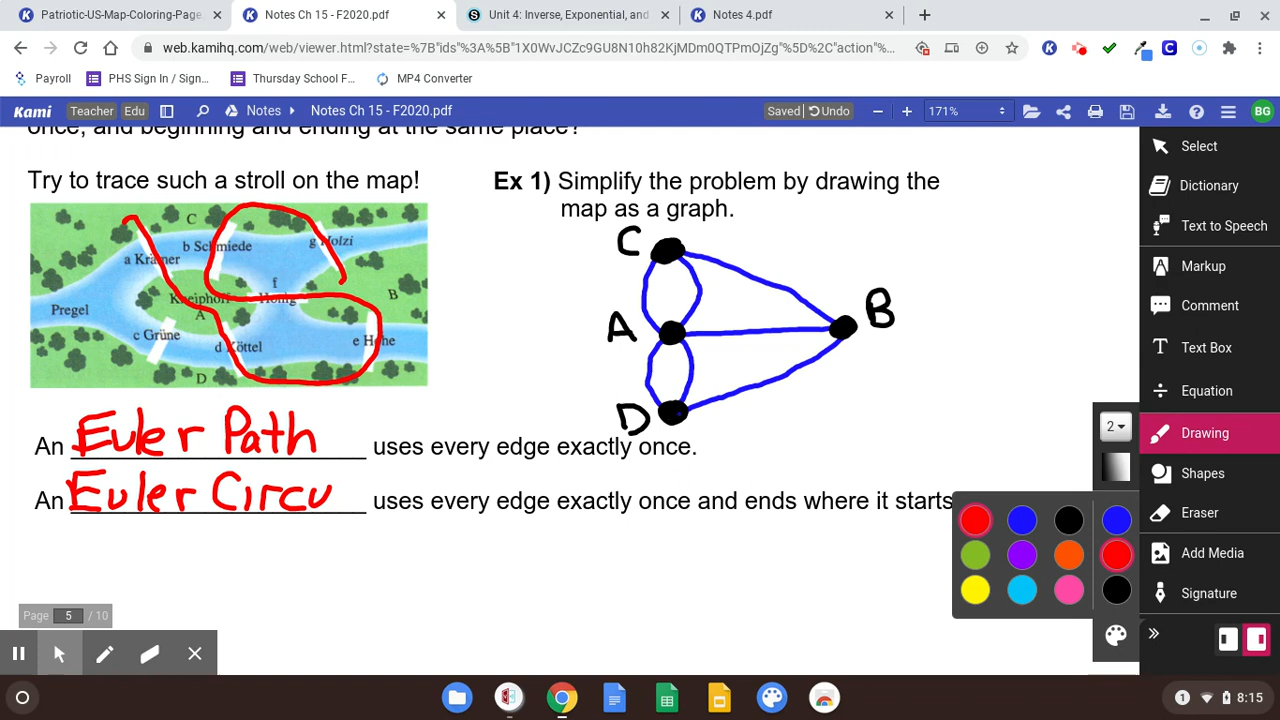 Patriotic-US-Map-Coloring-Page.
Notes Ch 15 - F2020.pdf
Unit 4: Inverse, Exponential, and
Notes 4.pdf
web.kamihq.com/web/viewer.html?state=%7B"ids"%3A%5B"1X0WvJCZc9GU8N10h82KjMDm0QTPmOjZg"%5D%2C"action"%...
Payroll
PHS Sign In / Sign...
Thursday School F...
MP4 Converter
Kami
Teacher
Edu
Notes
Notes Ch 15 - F2020.pdf
Saved
Undo
171%
BG
once, and beginning and ending at the same place?
Try to trace such a stroll on the map!
Ex 1) Simplify the problem by drawing the
map as a graph.
C
b Schmiede
g Holzi
a Krämer
f
Kneiphof
Honig
B
Pregel
A
c Grüne
d Köttel
e Hohe
D
C
A
B
D
An Euler Path uses every edge exactly once.
An Euler Circu uses every edge exactly once and ends where it starts
Select
Dictionary
Text to Speech
Markup
Comment
Text Box
Equation
Drawing
Shapes
Eraser
Add Media
Signature
2
Page 5 / 10
1
8:15